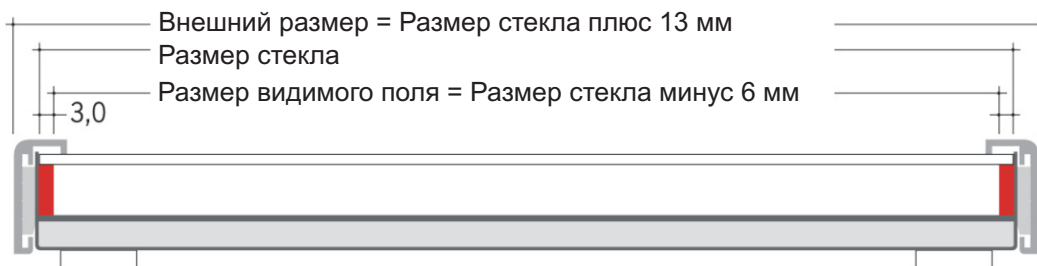 Внешний размер = Размер стекла плюс 13 мм
Размер стекла
Размер видимого поля = Размер стекла минус 6 мм
3,0